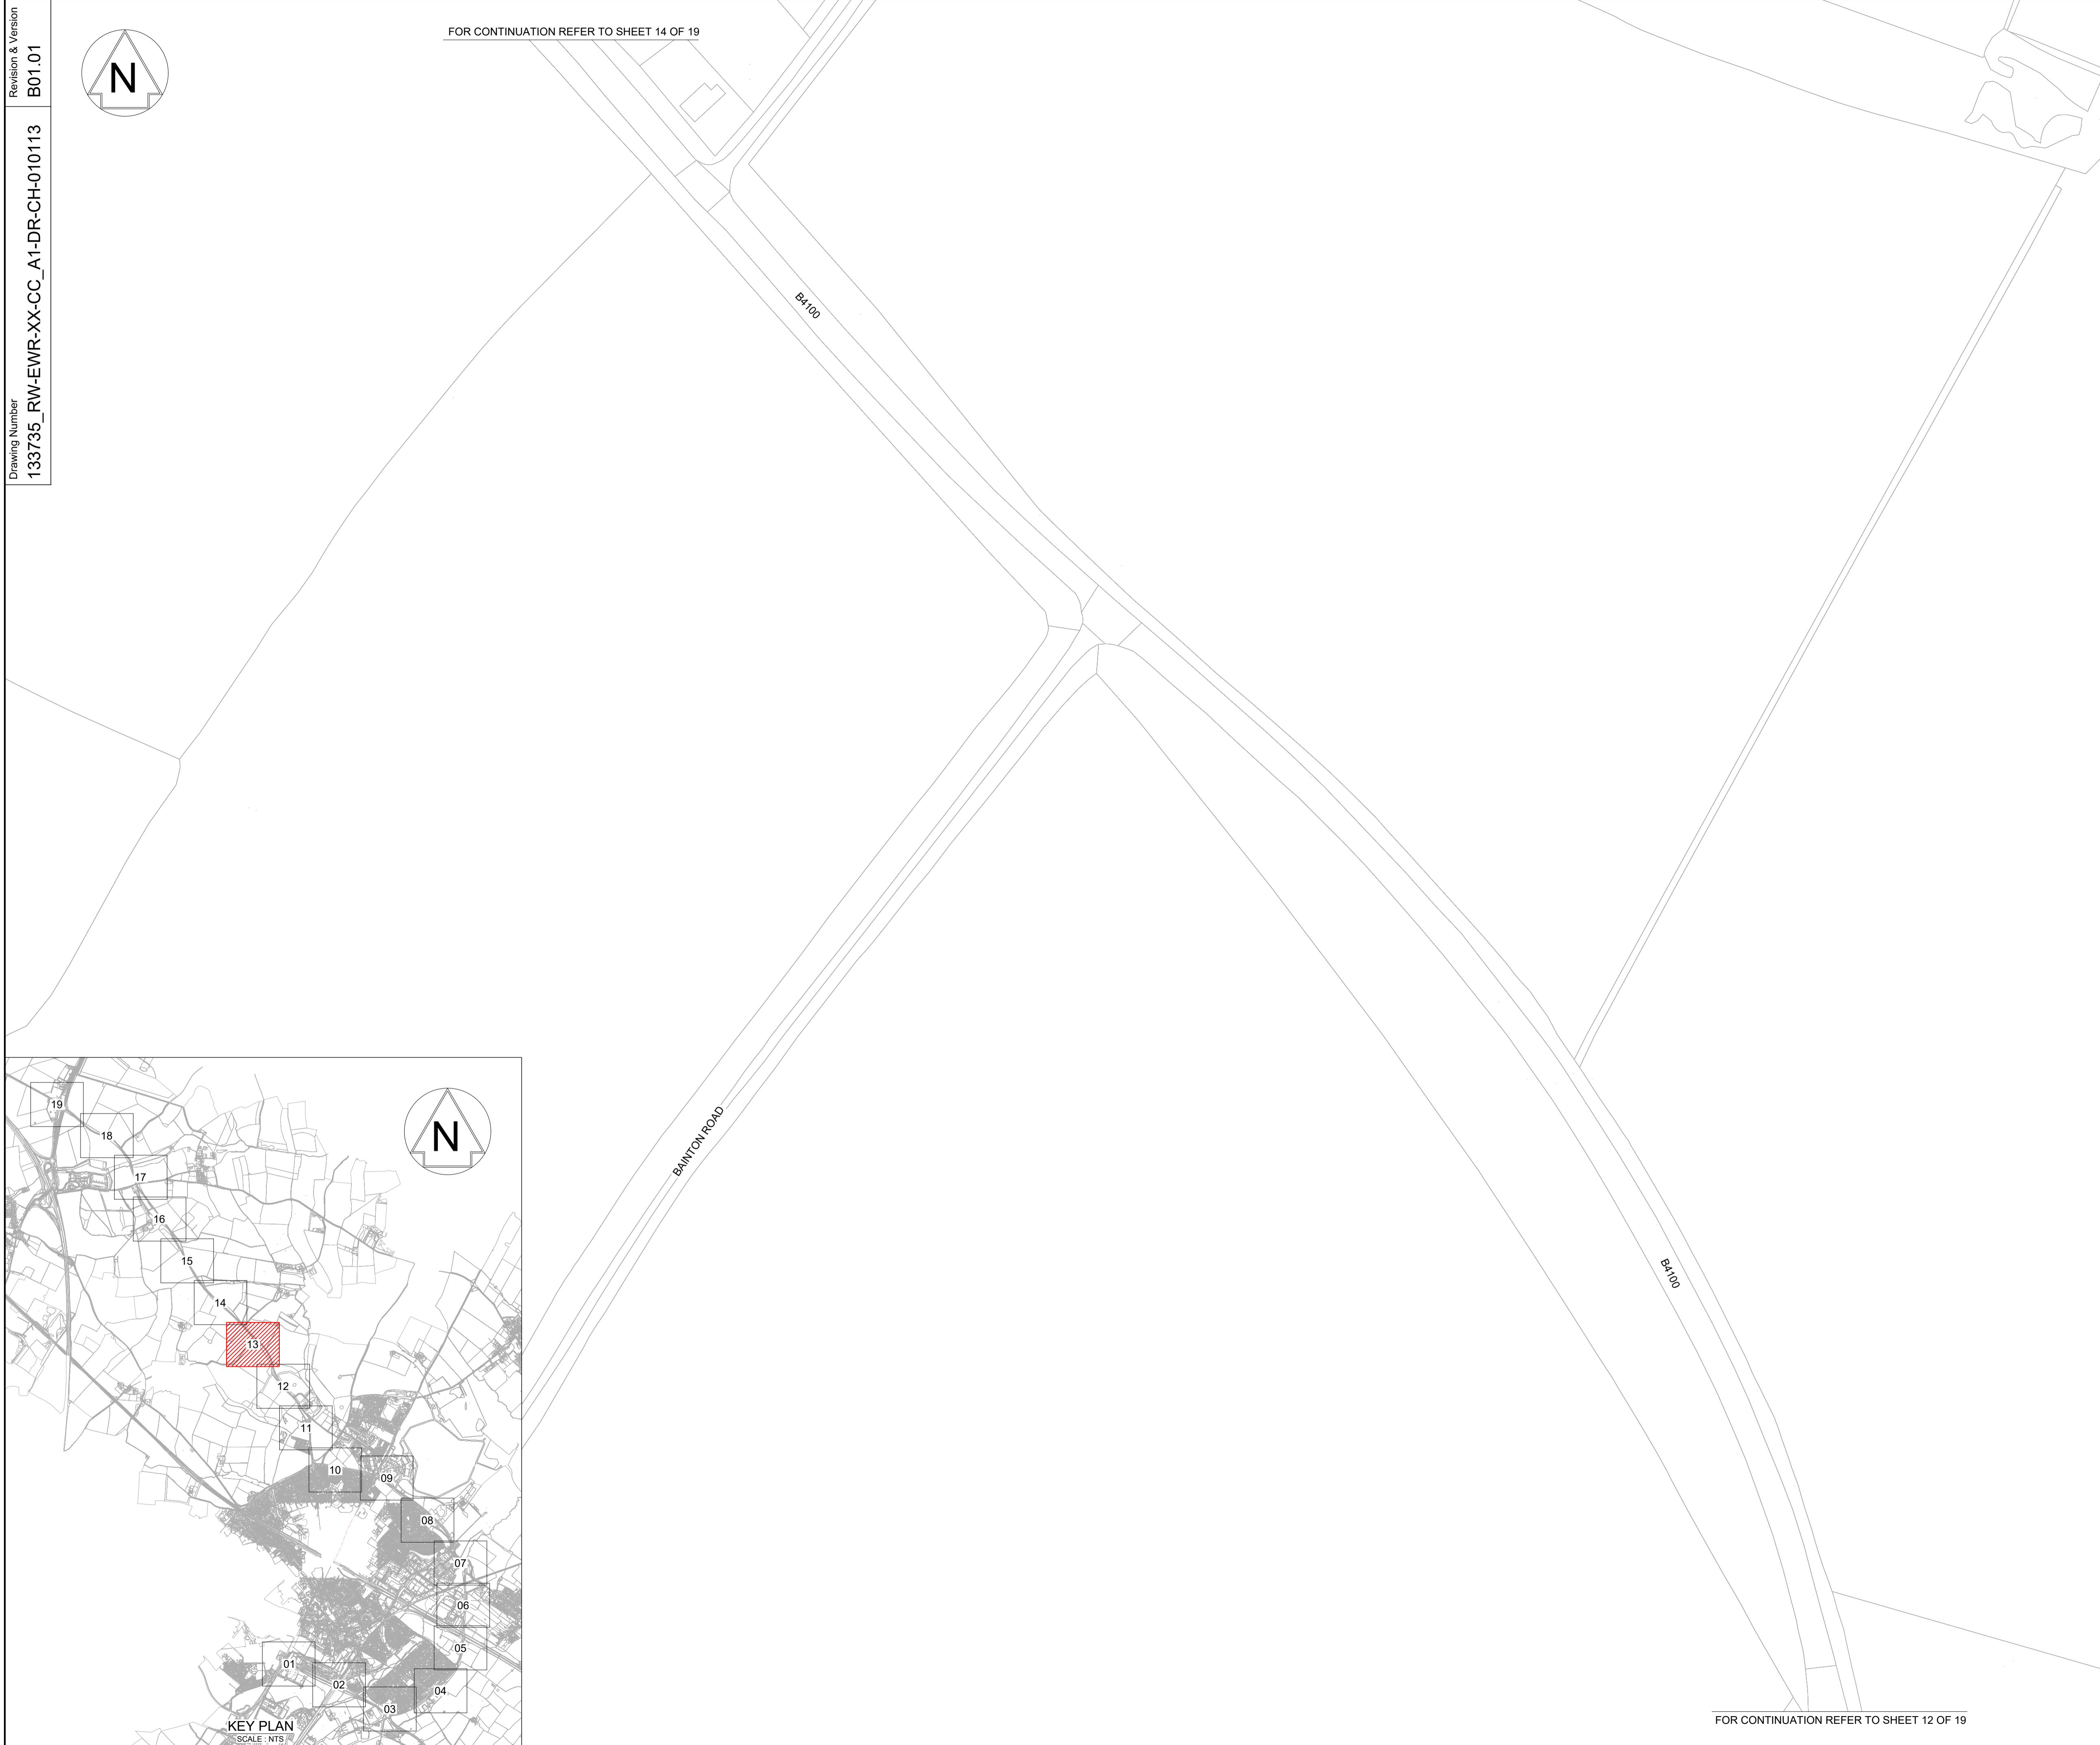 Revision & Version
B01.01
Drawing Number
133735_RW-EWR-XX-CC_A1-DR-CH-010113
N
FOR CONTINUATION REFER TO SHEET 14 OF 19
B4100
BAINTON ROAD
B4100
FOR CONTINUATION REFER TO SHEET 12 OF 19
N
19
18
17
16
15
14
13
12
11
10
09
08
07
06
05
04
03
02
01
KEY PLAN
SCALE : NTS